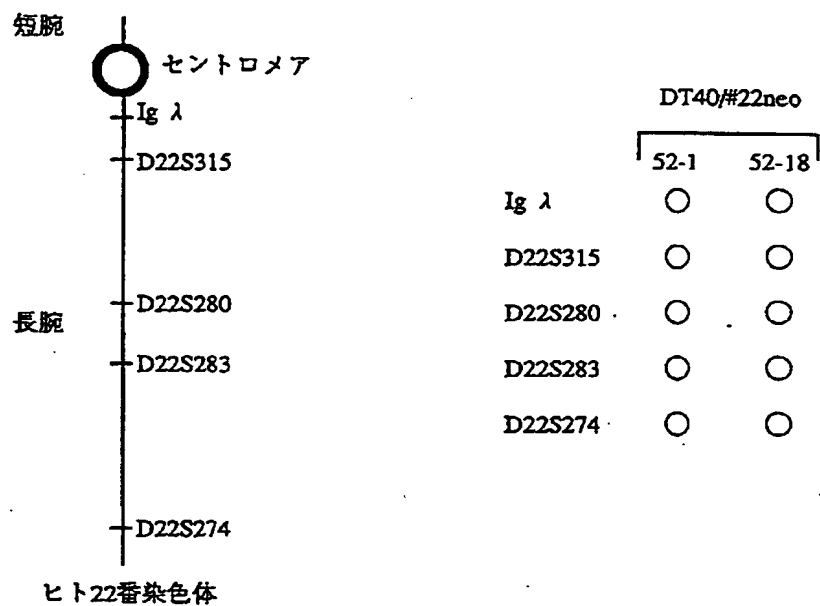 短腕
セントロメア
Ig λ
D22S315
D22S280
長腕
D22S283
D22S274
ヒト22番染色体
DT40/#22neo
52-1 52-18
Ig λ ○ ○
D22S315 ○ ○
D22S280 ○ ○
D22S283 ○ ○
D22S274 ○ ○